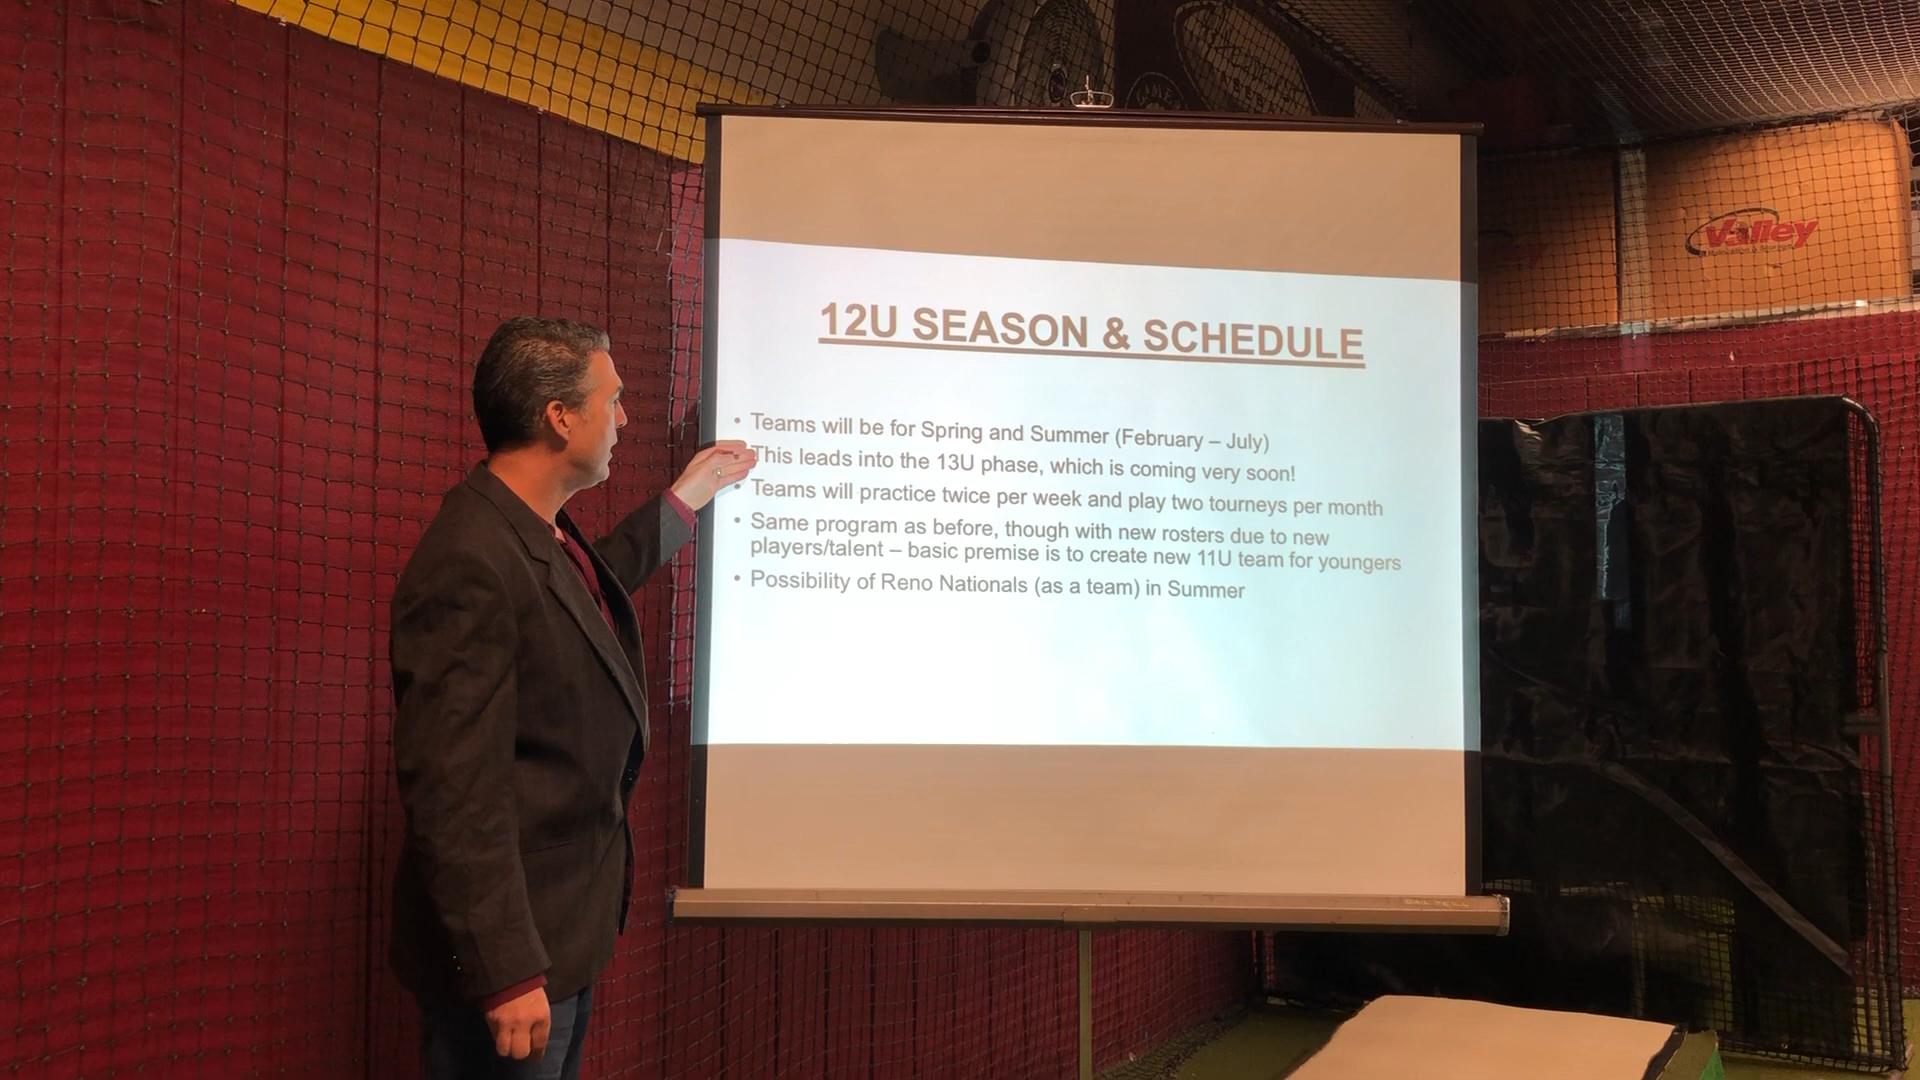 GAMES
Valley
12U SEASON & SCHEDULE
• Teams will be for Spring and Summer (February – July)
• This leads into the 13U phase, which is coming very soon!
• Teams will practice twice per week and play two tourneys per month
• Same program as before, though with new rosters due to new
players/talent – basic premise is to create new 11U team for youngers
• Possibility of Reno Nationals (as a team) in Summer